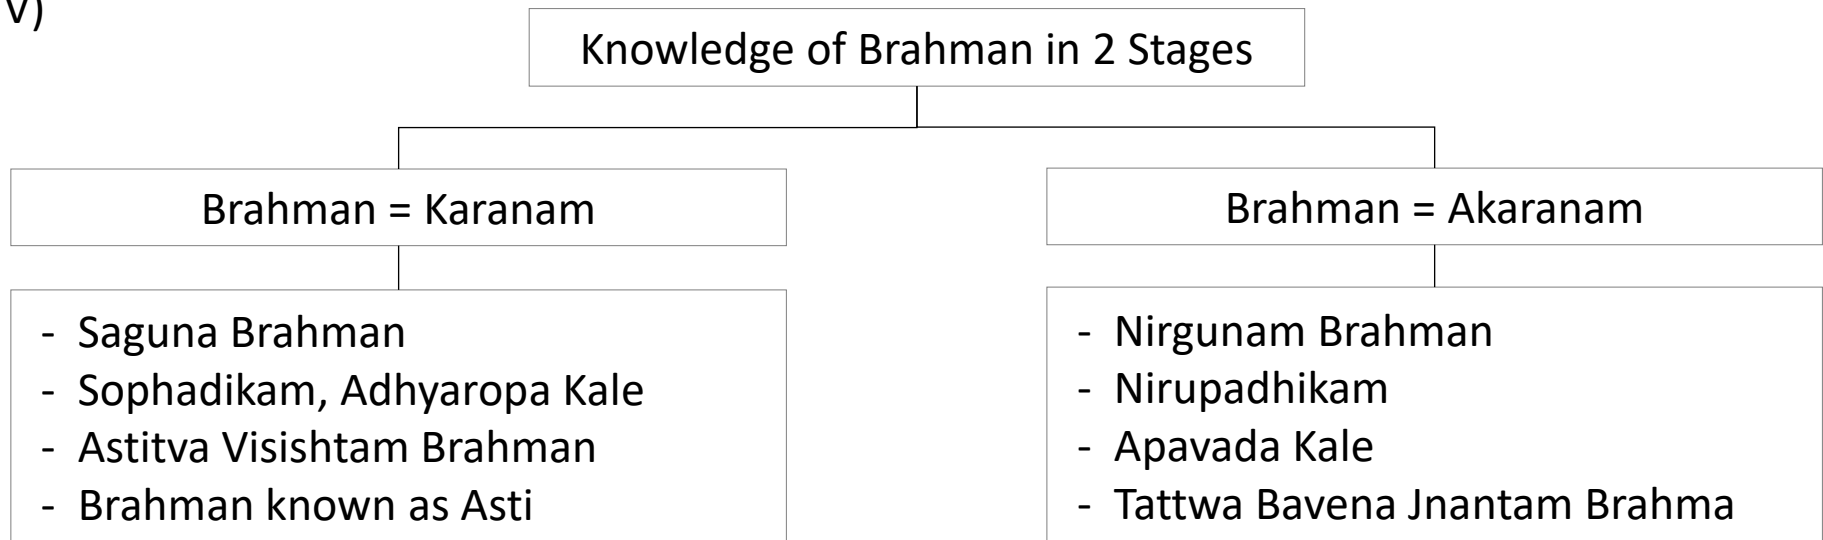 V)
Knowledge of Brahman in 2 Stages
Brahman = Karanam
Brahman = Akaranam
- Saguna Brahman
- Sophadikam, Adhyaropa Kale
- Astitva Visishtam Brahman
- Brahman known as Asti
- Nirgunam Brahman
- Nirupadhikam
- Apavada Kale
- Tattwa Bavena Jnantam Brahma